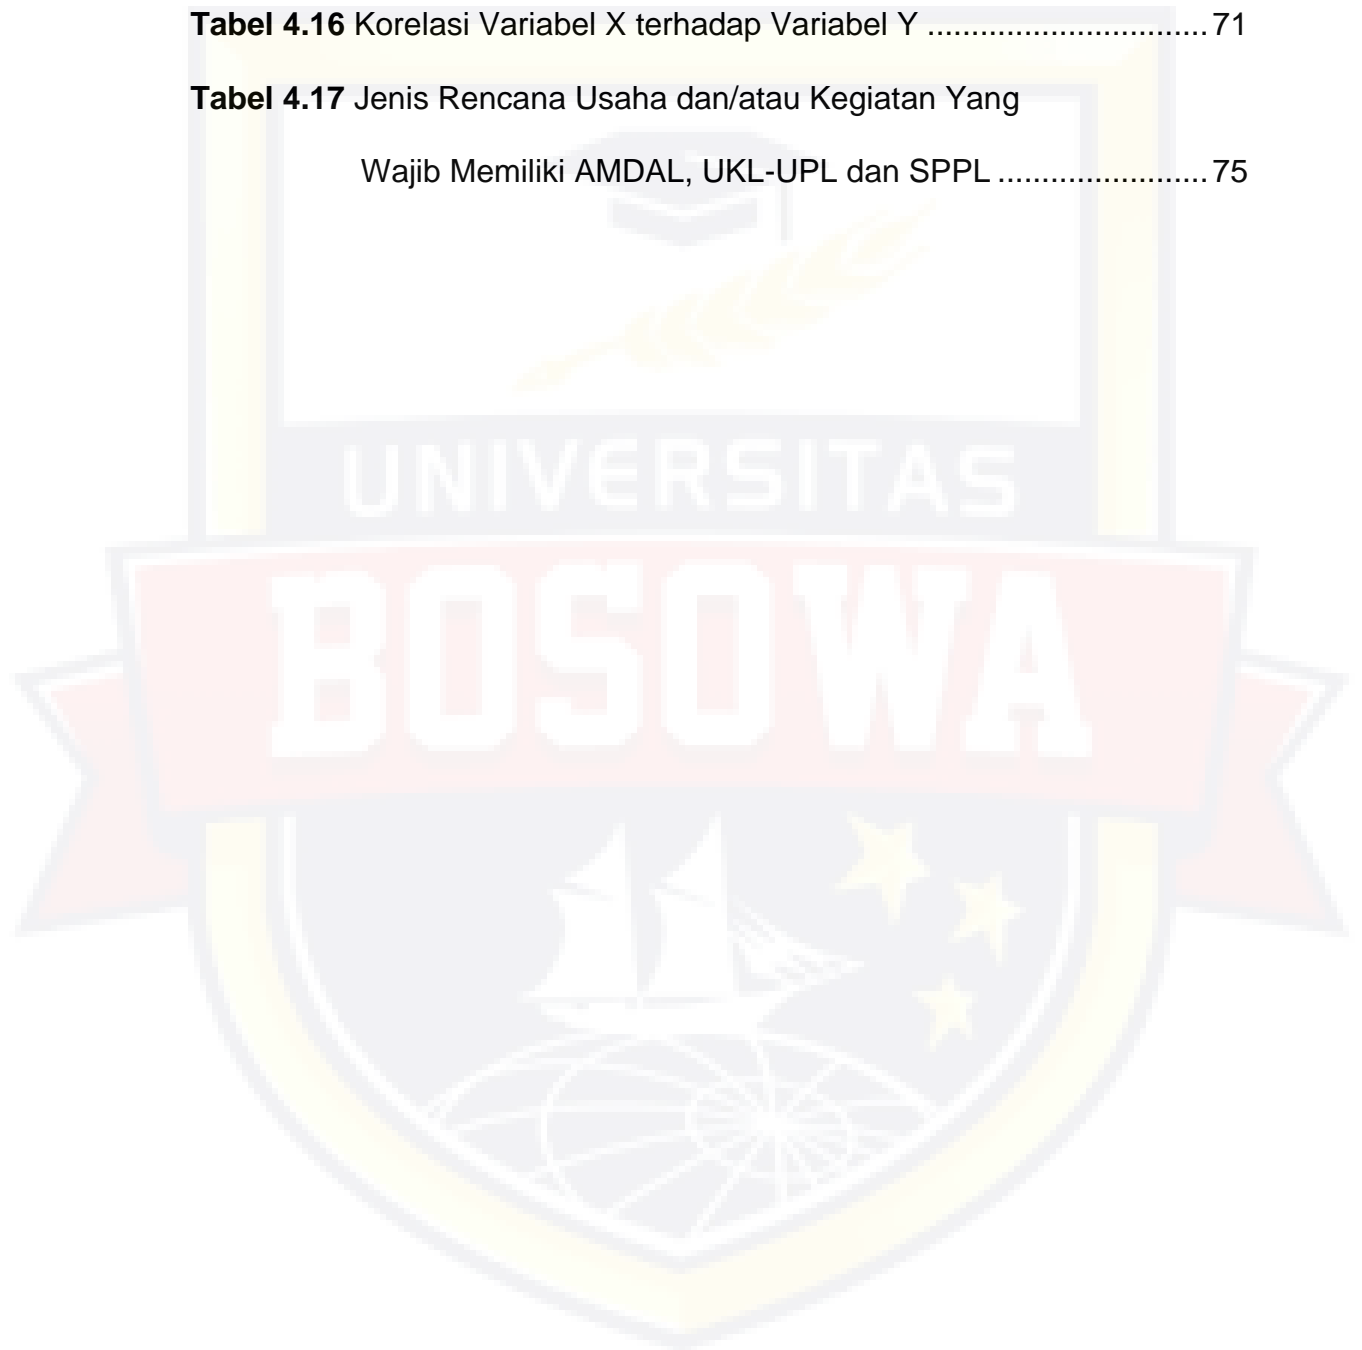 Tabel 4.16 Korelasi Variabel X terhadap Variabel Y ................................ 71
Tabel 4.17 Jenis Rencana Usaha dan/atau Kegiatan Yang
Wajib Memiliki AMDAL, UKL-UPL dan SPPL ........................ 75
UNIVERSITAS
BOSOWA